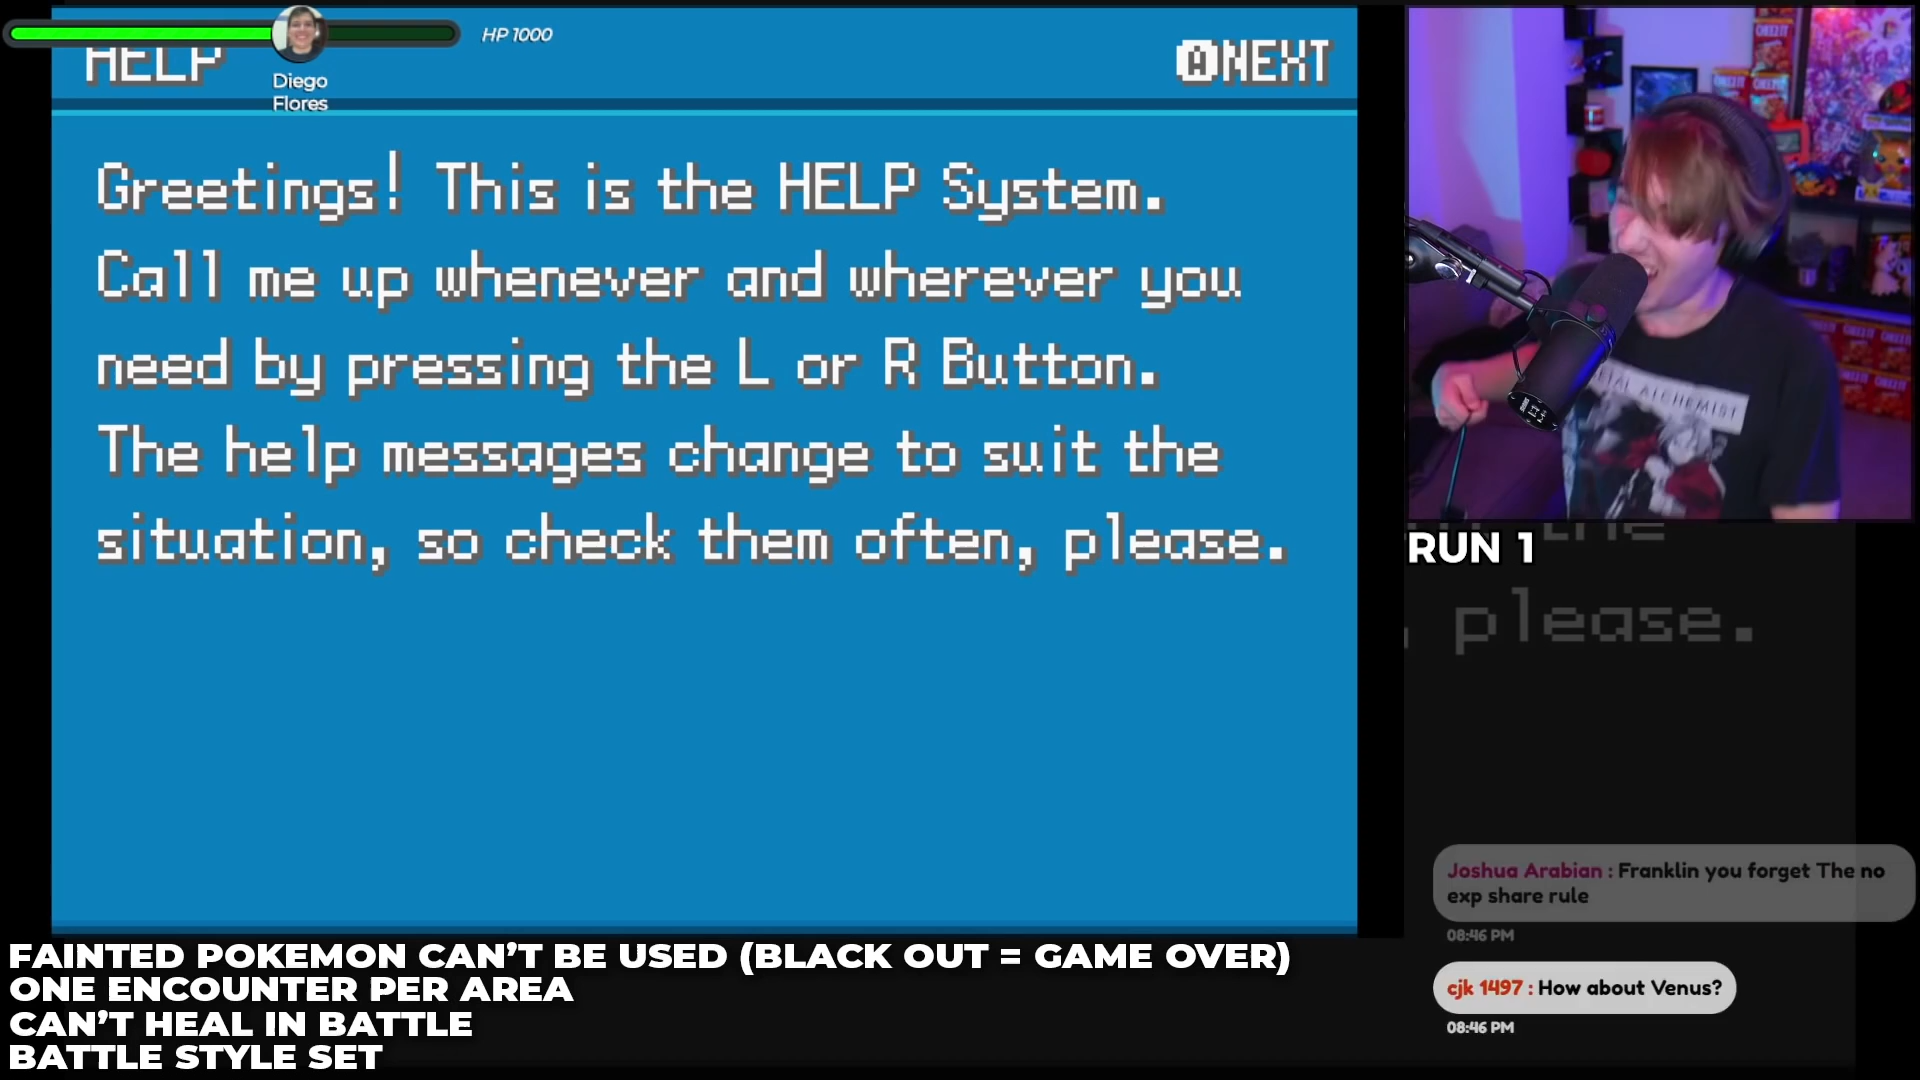 HP 1000
HELP
Diego
Flores
A NEXT
Greetings! This is the HELP System.
Call me up whenever and wherever you
need by pressing the L or R Button.
The help messages change to suit the
situation, so check them often, please.
ALCHEMIST
RUN 1
the
, please.
Joshua Arabian : Franklin you forget The no
exp share rule
08:46 PM
cjk 1497 : How about Venus?
08:46 PM
FAINTED POKEMON CAN'T BE USED (BLACK OUT = GAME OVER)
ONE ENCOUNTER PER AREA
CAN'T HEAL IN BATTLE
BATTLE STYLE SET